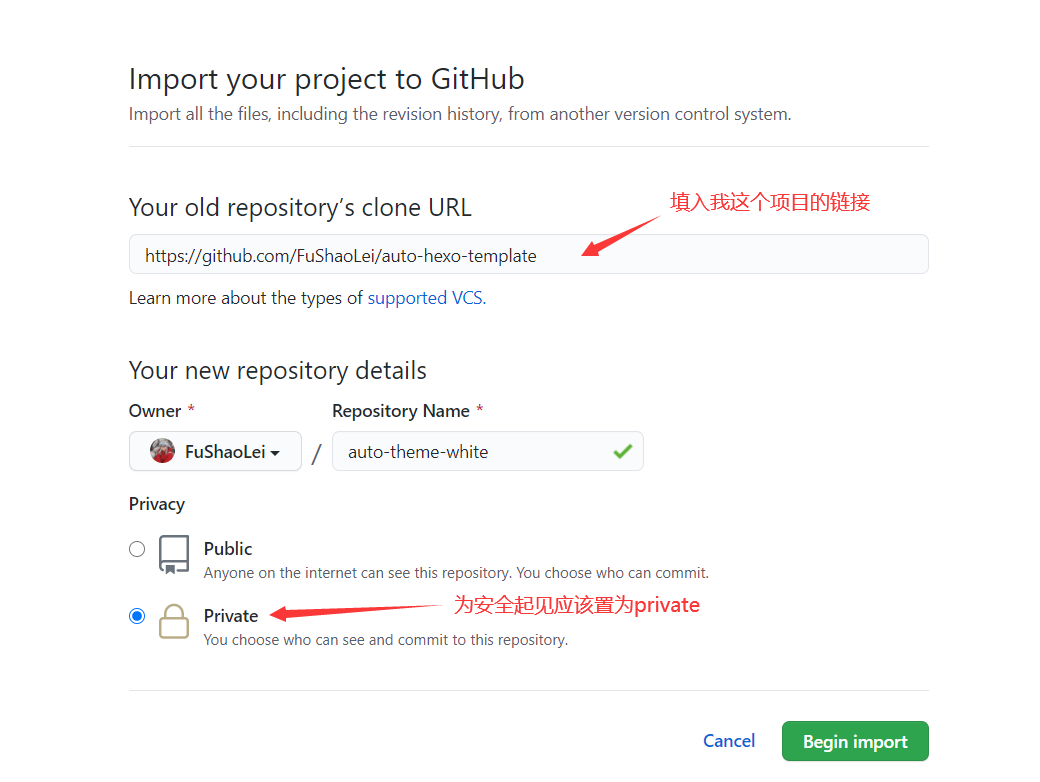 Import your project to GitHub
Import all the files, including the revision history, from another version control system.
Your old repository’s clone URL
填入我这个项目的链接
https://github.com/FuShaoLei/auto-hexo-template
Learn more about the types of supported VCS.
Your new repository details
Owner *
Repository Name *
FuShaoLei
/
auto-theme-white
Privacy
Public
Anyone on the internet can see this repository. You choose who can commit.
Private
为安全起见应该置为private
You choose who can see and commit to this repository.
Cancel
Begin import